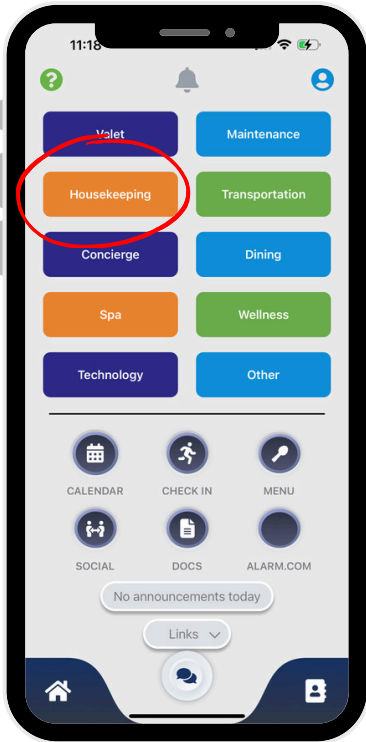 11:18
?
Valet Maintenance
Housekeeping Transportation
Concierge Dining
Spa Wellness
Technology Other
CALENDAR CHECK IN MENU
SOCIAL DOCS ALARM.COM
No announcements today
Links